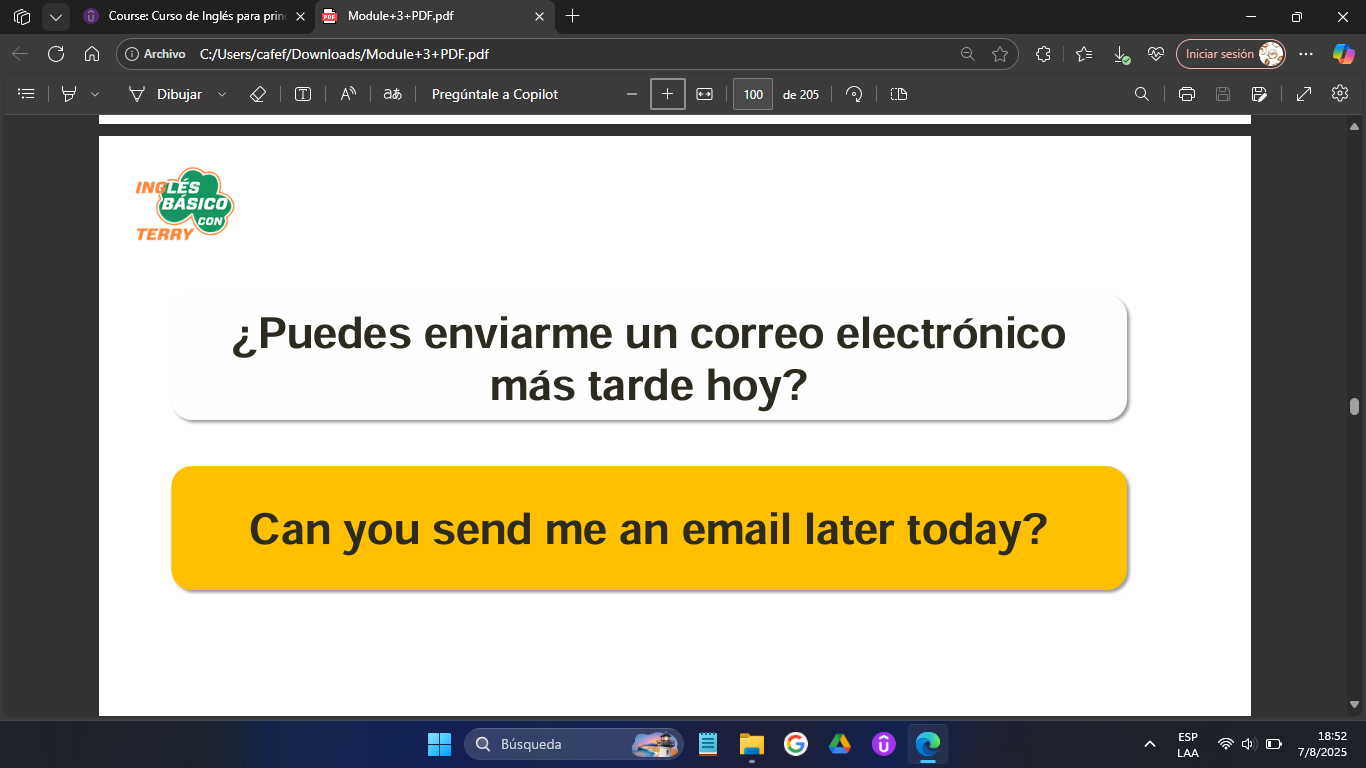 Course: Curso de Inglés para prin
Module+3+PDF.pdf
Archivo C:/Users/cafef/Downloads/Module+3+PDF.pdf
Iniciar sesión
Dibujar
Pregúntale a Copilot
100 de 205
INGLÉS
BÁSICO
CON
TERRY
¿Puedes enviarme un correo electrónico
más tarde hoy?
Can you send me an email later today?
Búsqueda
ESP
LAA
18:52
7/8/2025